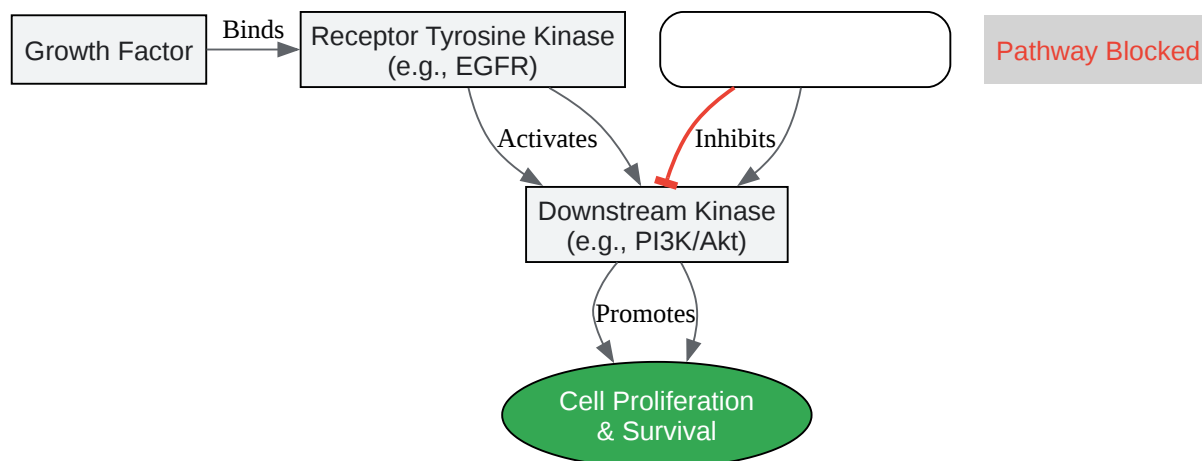 Growth Factor
Binds
Receptor Tyrosine Kinase
(e.g., EGFR)
Pathway Blocked
Activates
Inhibits
Downstream Kinase
(e.g., PI3K/Akt)
Promotes
Cell Proliferation
& Survival